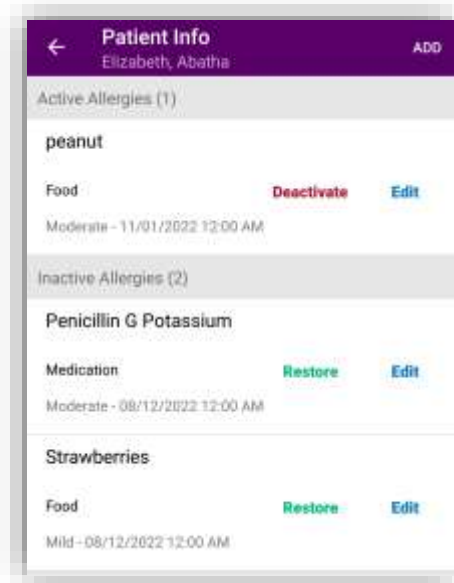 Patient Info
Elizabeth, Abatha
ADD
Active Allergies (1)
peanut
Food
Deactivate
Edit
Moderate - 11/01/2022 12:00 AM
Inactive Allergies (2)
Penicillin G Potassium
Medication
Restore
Edit
Moderate - 08/12/2022 12:00 AM
Strawberries
Food
Restore
Edit
Mild - 08/12/2022 12:00 AM